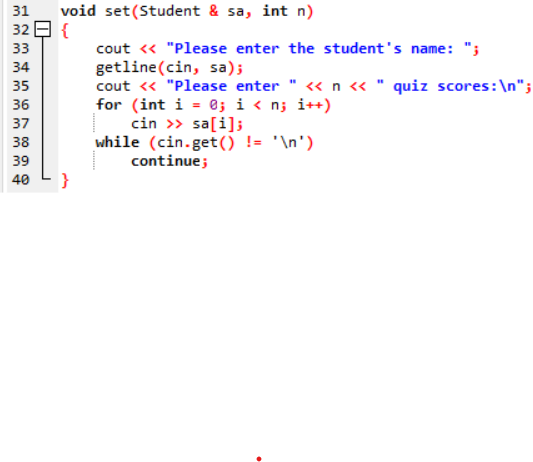 31 void set(Student & sa, int n)
32 {
33 cout << "Please enter the student's name: ";
34 getline(cin, sa);
35 cout << "Please enter " << n << " quiz scores:\n";
36 for (int i = 0; i < n; i++)
37 cin >> sa[i];
38 while (cin.get() != '\n')
39 continue;
40 }